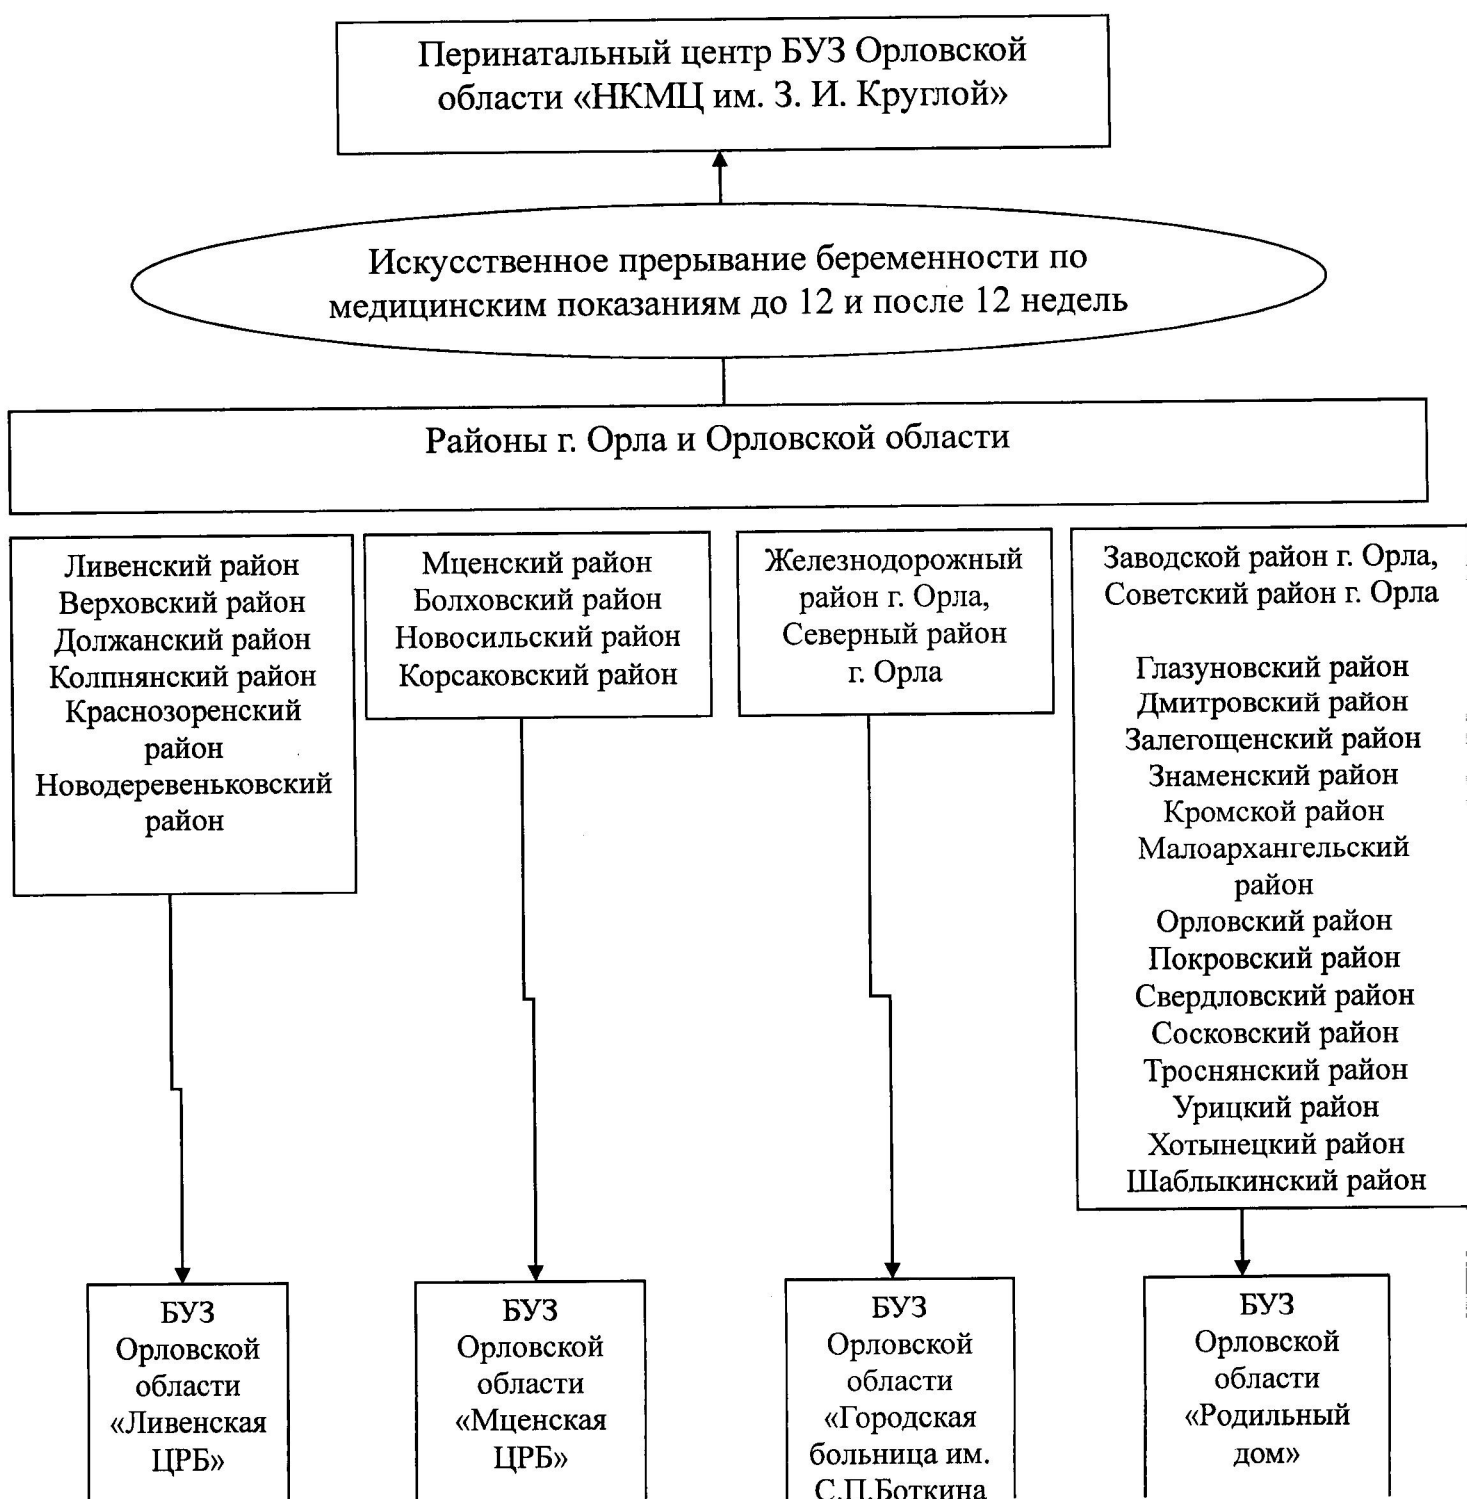 Перинатальный центр БУЗ Орловской
области «НКМЦ им. З. И. Круглой»
Искусственное прерывание беременности по
медицинским показаниям до 12 и после 12 недель
Районы г. Орла и Орловской области
Ливенский район
Верховский район
Должанский район
Колпнянский район
Краснозоренский
район
Новодеревеньковский
район
Мценский район
Болховский район
Новосильский район
Корсаковский район
Железнодорожный
район г. Орла,
Северный район
г. Орла
Заводской район г. Орла,
Советский район г. Орла
Глазуновский район
Дмитровский район
Залегощенский район
Знаменский район
Кромской район
Малоархангельский
район
Орловский район
Покровский район
Свердловский район
Сосковский район
Троснянский район
Урицкий район
Хотынецкий район
Шаблыкинский район
БУЗ
Орловской
области
«Ливенская
ЦРБ»
БУЗ
Орловской
области
«Мценская
ЦРБ»
БУЗ
Орловской
области
«Городская
больница им.
С.П.Боткина
БУЗ
Орловской
области
«Родильный
дом»